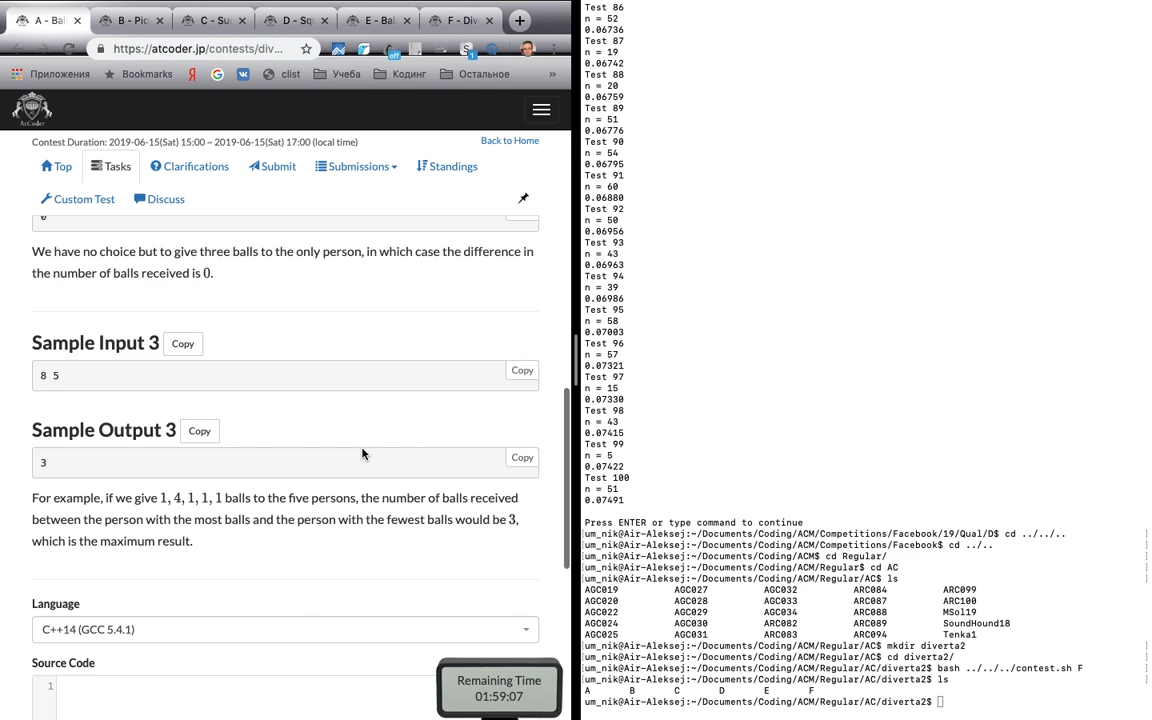 A - Bal
B - Pic
C - Suc
D - Sq
E - Bal
F - Dive
https://atcoder.jp/contests/div...
off
1
Приложения
Bookmarks
Я
clist
Учеба
Кодинг
Остальное
»
AtCoder
Contest Duration: 2019-06-15(Sat) 15:00 ~ 2019-06-15(Sat) 17:00 (local time)
Back to Home
Top
Tasks
Clarifications
Submit
Submissions
Standings
Custom Test
Discuss
0
We have no choice but to give three balls to the only person, in which case the difference in
the number of balls received is 0.
Sample Input 3
Copy
8 5
Copy
Sample Output 3
Copy
3
Copy
For example, if we give 1, 4, 1, 1, 1 balls to the five persons, the number of balls received
between the person with the most balls and the person with the fewest balls would be 3,
which is the maximum result.
Language
C++14 (GCC 5.4.1)
Source Code
1
Remaining Time
01:59:07
Test 86
n = 52
0.06736
Test 87
n = 19
0.06742
Test 88
n = 20
0.06759
Test 89
n = 51
0.06776
Test 90
n = 54
0.06795
Test 91
n = 60
0.06880
Test 92
n = 50
0.06956
Test 93
n = 43
0.06963
Test 94
n = 39
0.06986
Test 95
n = 58
0.07003
Test 96
n = 57
0.07321
Test 97
n = 15
0.07330
Test 98
n = 43
0.07415
Test 99
n = 5
0.07422
Test 100
n = 51
0.07491
Press ENTER or type command to continue
[um_nik@Air-Aleksej:~/Documents/Coding/ACM/Competitions/Facebook/19/Qual/D$ cd ../../.. ]
[um_nik@Air-Aleksej:~/Documents/Coding/ACM/Competitions/Facebook$ cd ../.. ]
[um_nik@Air-Aleksej:~/Documents/Coding/ACM$ cd Regular/ ]
[um_nik@Air-Aleksej:~/Documents/Coding/ACM/Regular$ cd AC ]
[um_nik@Air-Aleksej:~/Documents/Coding/ACM/Regular/AC$ ls ]
AGC019 AGC027 AGC032 ARC084 ARC099
AGC020 AGC028 AGC033 ARC087 ARC100
AGC022 AGC029 AGC034 ARC088 MSol19
AGC024 AGC030 ARC082 ARC089 SoundHound18
AGC025 AGC031 ARC083 ARC094 Tenka1
[um_nik@Air-Aleksej:~/Documents/Coding/ACM/Regular/AC$ mkdir diverta2 ]
[um_nik@Air-Aleksej:~/Documents/Coding/ACM/Regular/AC$ cd diverta2/ ]
[um_nik@Air-Aleksej:~/Documents/Coding/ACM/Regular/AC/diverta2$ bash ../../../contest.sh F ]
[um_nik@Air-Aleksej:~/Documents/Coding/ACM/Regular/AC/diverta2$ ls ]
A B C D E F
um_nik@Air-Aleksej:~/Documents/Coding/ACM/Regular/AC/diverta2$